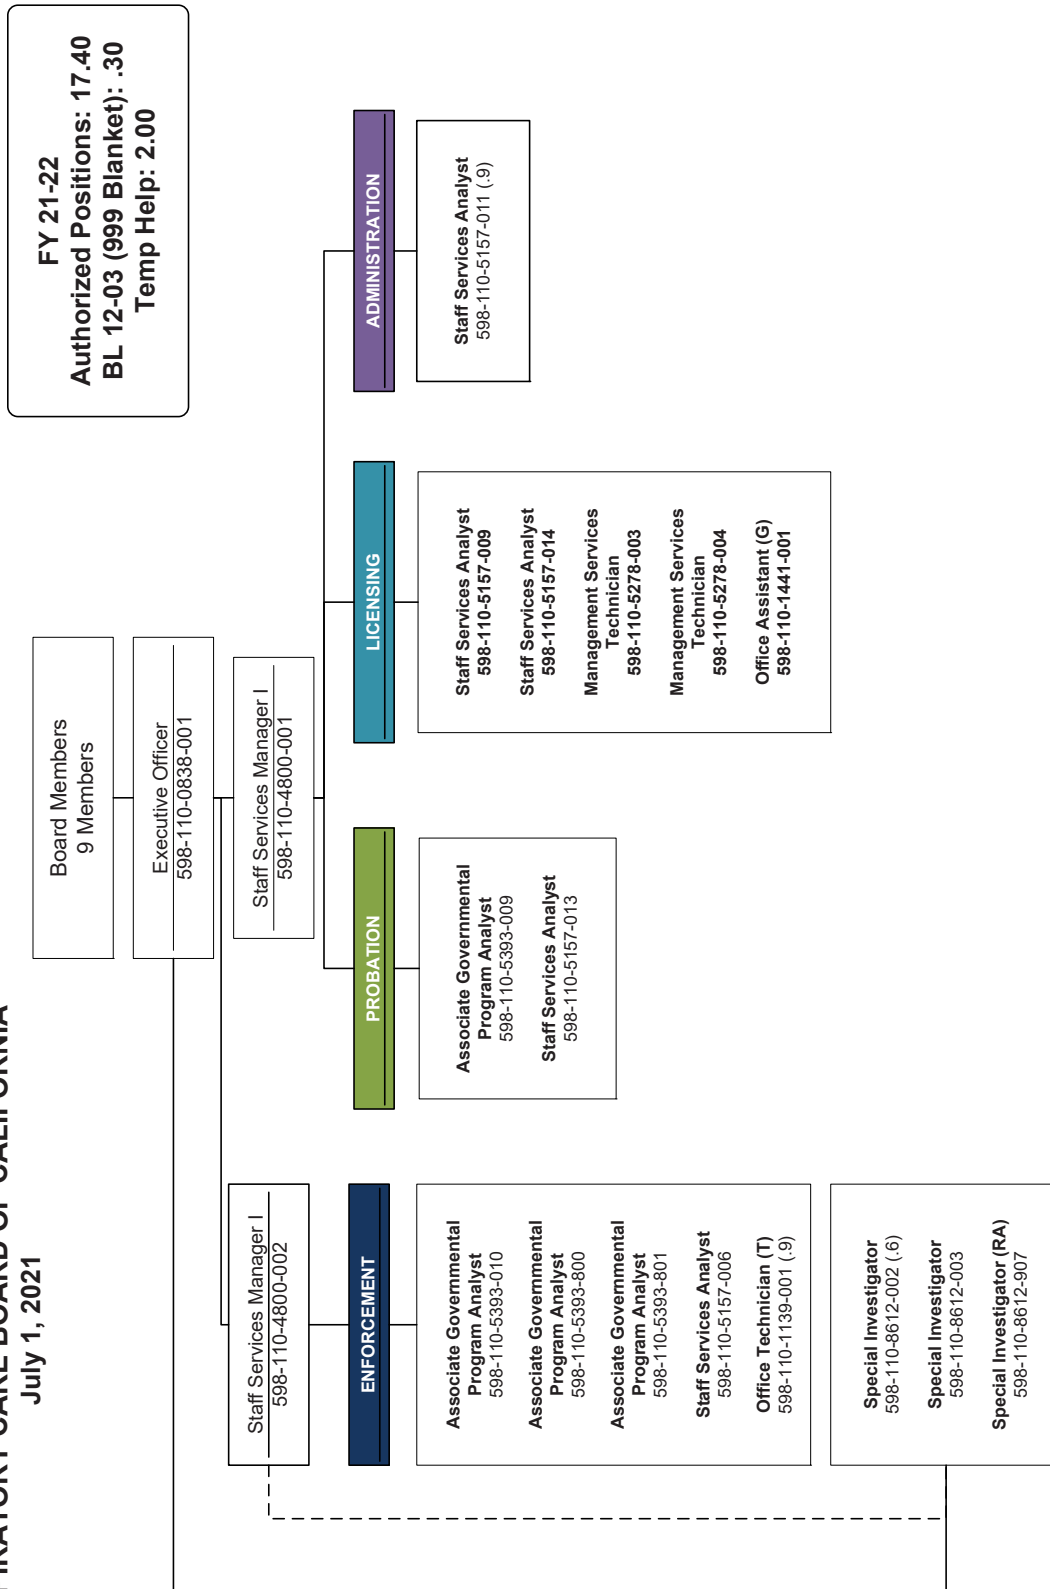 CARE BOARD OF CALIFORNIA
July 1, 2021
FY 21-22
Authorized Positions: 17.40
BL 12-03 (999 Blanket): .30
Temp Help: 2.00
Board Members
9 Members
Executive Officer
598-110-0838-001
Staff Services Manager I
598-110-4800-002
Staff Services Manager I
598-110-4800-001
ENFORCEMENT
Associate Governmental
Program Analyst
598-110-5393-010
Associate Governmental
Program Analyst
598-110-5393-800
Associate Governmental
Program Analyst
598-110-5393-801
Staff Services Analyst
598-110-5157-006
Office Technician (T)
598-110-1139-001 (.9)
Special Investigator
598-110-8612-002 (.6)
Special Investigator
598-110-8612-003
Special Investigator (RA)
598-110-8612-907
PROBATION
Associate Governmental
Program Analyst
598-110-5393-009
Staff Services Analyst
598-110-5157-013
LICENSING
Staff Services Analyst
598-110-5157-009
Staff Services Analyst
598-110-5157-014
Management Services
Technician
598-110-5278-003
Management Services
Technician
598-110-5278-004
Office Assistant (G)
598-110-1441-001
ADMINISTRATION
Staff Services Analyst
598-110-5157-011 (.9)